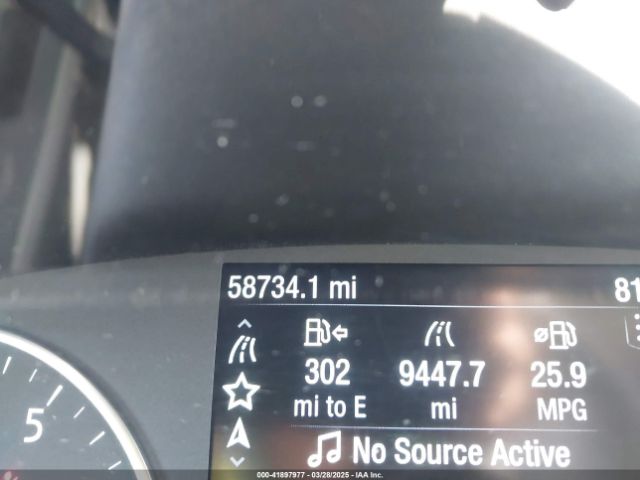 58734.1 mi 81
302 9447.7 25.9
mi to E mi MPG
5
No Source Active
000-41897977 - 03/28/2025 - IAA Inc.